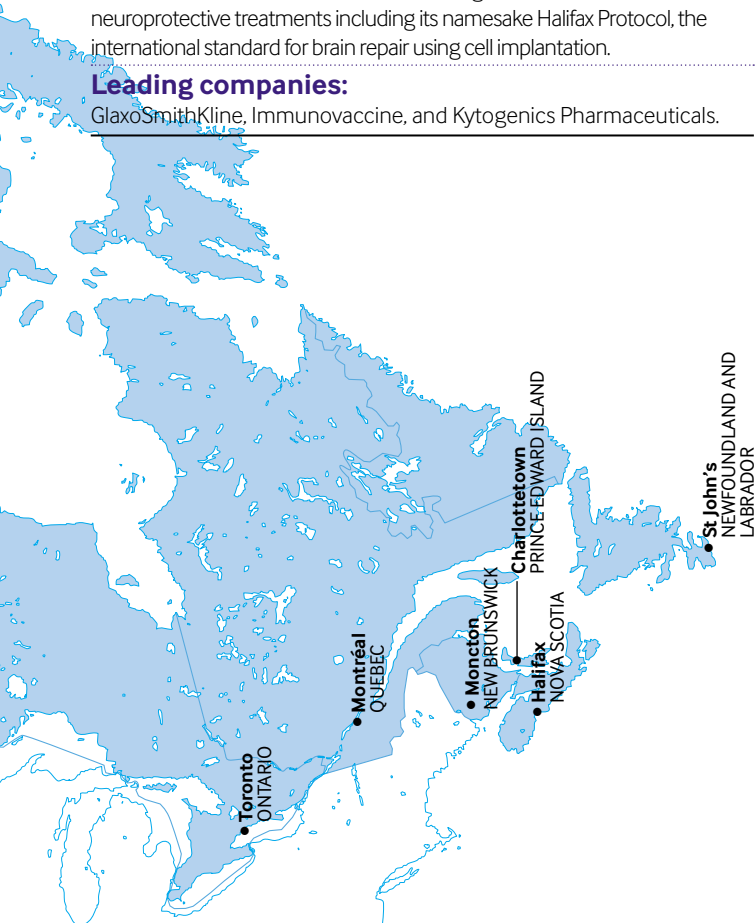 neuroprotective treatments including its namesake Halifax Protocol, the
international standard for brain repair using cell implantation.
Leading companies:
GlaxoSmithKline, Immunovaccine, and Kytogenics Pharmaceuticals.
Toronto
ONTARIO
Montréal
QUEBEC
Moncton
NEW BRUNSWICK
Charlottetown
PRINCE EDWARD ISLAND
Halifax
NOVA SCOTIA
St John's
NEWFOUNDLAND AND
LABRADOR